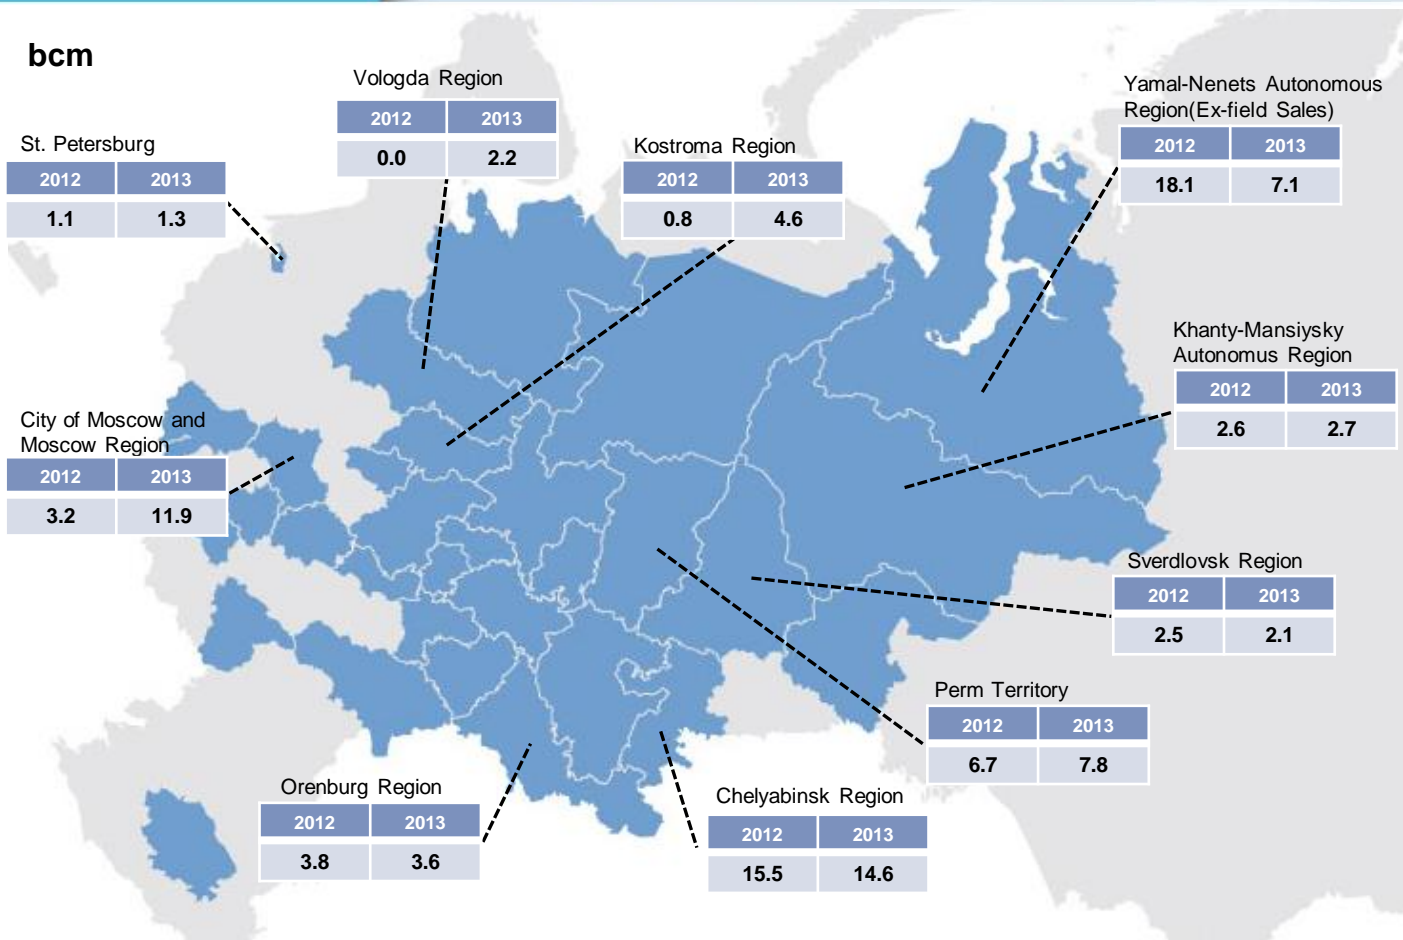 bcm
Vologda Region
2012 2013
0.0 2.2
Yamal-Nenets Autonomous
Region(Ex-field Sales)
2012 2013
18.1 7.1
St. Petersburg
2012 2013
1.1 1.3
Kostroma Region
2012 2013
0.8 4.6
Khanty-Mansiysky
Autonomus Region
2012 2013
2.6 2.7
City of Moscow and
Moscow Region
2012 2013
3.2 11.9
Sverdlovsk Region
2012 2013
2.5 2.1
Perm Territory
2012 2013
6.7 7.8
Orenburg Region
2012 2013
3.8 3.6
Chelyabinsk Region
2012 2013
15.5 14.6